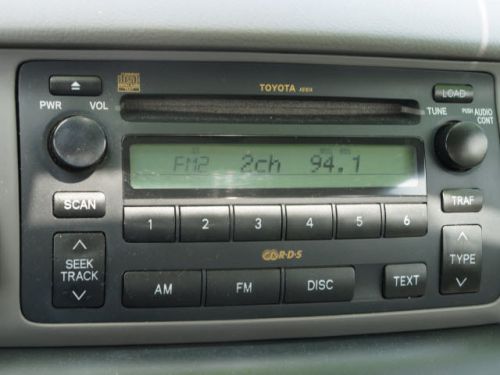 TOYOTA
LOAD
PWR VOL
TUNE PUSH AUDIO CONT
FM2 2ch 94.1
SCAN
1 2 3 4 5 6
TRAF
SEEK TRACK
R·D·S
TYPE
AM FM DISC TEXT